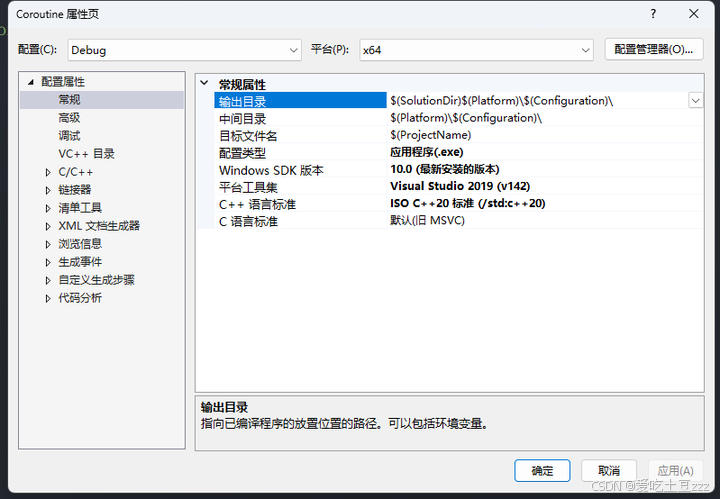 Coroutine 属性页
?
配置(C):
Debug
平台(P):
x64
配置管理器(O)...
配置属性
常规
高级
调试
VC++ 目录
C/C++
链接器
清单工具
XML 文档生成器
浏览信息
生成事件
自定义生成步骤
代码分析
常规属性
输出目录 $(SolutionDir)$(Platform)\$(Configuration)\
中间目录 $(Platform)\$(Configuration)\
目标文件名 $(ProjectName)
配置类型 应用程序(.exe)
Windows SDK 版本 10.0 (最新安装的版本)
平台工具集 Visual Studio 2019 (v142)
C++ 语言标准 ISO C++20 标准 (/std:c++20)
C 语言标准 默认(旧 MSVC)
输出目录
指向已编译程序的放置位置的路径。可以包括环境变量。
确定
取消
应用(A)
CSDN @爱吃土豆zzz